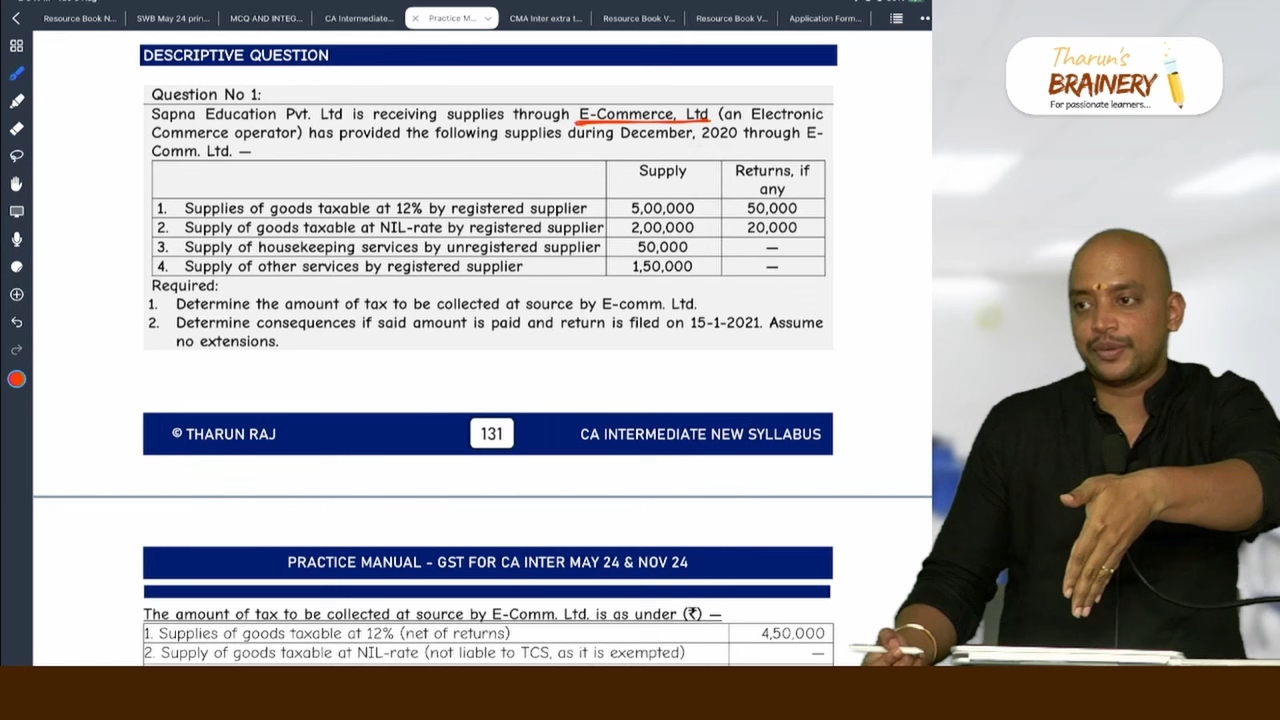 Resource Book N...
SWB May 24 prin...
MCQ AND INTEG...
CA Intermediate...
Practice M...
CMA Inter extra t...
Resource Book V...
Resource Book V...
Application Form...
Tharun's
BRAINERY
For passionate learners...
DESCRIPTIVE QUESTION
Question No 1:
Sapna Education Pvt. Ltd is receiving supplies through E-Commerce, Ltd (an Electronic
Commerce operator) has provided the following supplies during December, 2020 through E-
Comm. Ltd. —
Supply Returns, if
any
1. Supplies of goods taxable at 12% by registered supplier 5,00,000 50,000
2. Supply of goods taxable at NIL-rate by registered supplier 2,00,000 20,000
3. Supply of housekeeping services by unregistered supplier 50,000 —
4. Supply of other services by registered supplier 1,50,000 —
Required:
1. Determine the amount of tax to be collected at source by E-comm. Ltd.
2. Determine consequences if said amount is paid and return is filed on 15-1-2021. Assume
no extensions.
© THARUN RAJ 131 CA INTERMEDIATE NEW SYLLABUS
PRACTICE MANUAL - GST FOR CA INTER MAY 24 & NOV 24
The amount of tax to be collected at source by E-Comm. Ltd. is as under (₹) —
1. Supplies of goods taxable at 12% (net of returns) 4,50,000
2. Supply of goods taxable at NIL-rate (not liable to TCS, as it is exempted) —